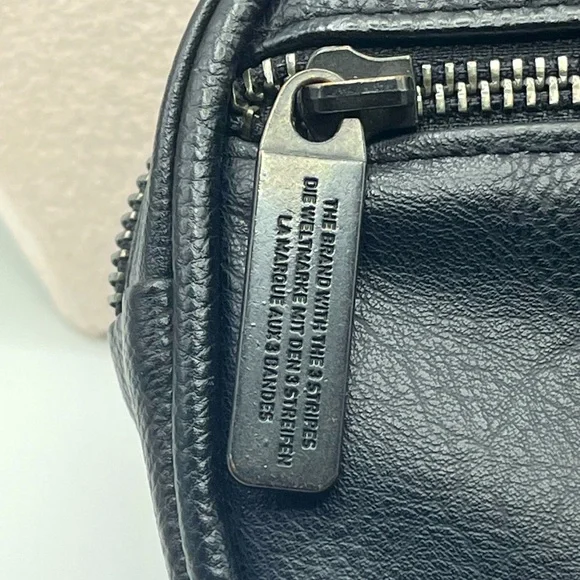 THE BRAND WITH THE 3 STRIPES
DIE WELTMARKE MIT DEN 3 STREIFEN
LA MARQUE AUX 3 BANDES